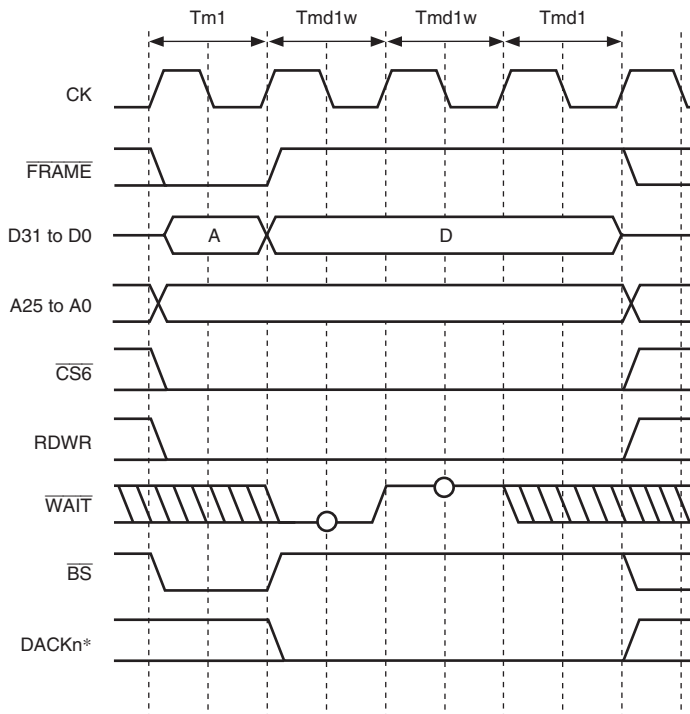 Tm1 Tmd1w Tmd1w Tmd1
CK
FRAME
D31 to D0 A D
A25 to A0
CS6
RDWR
WAIT
BS
DACKn*